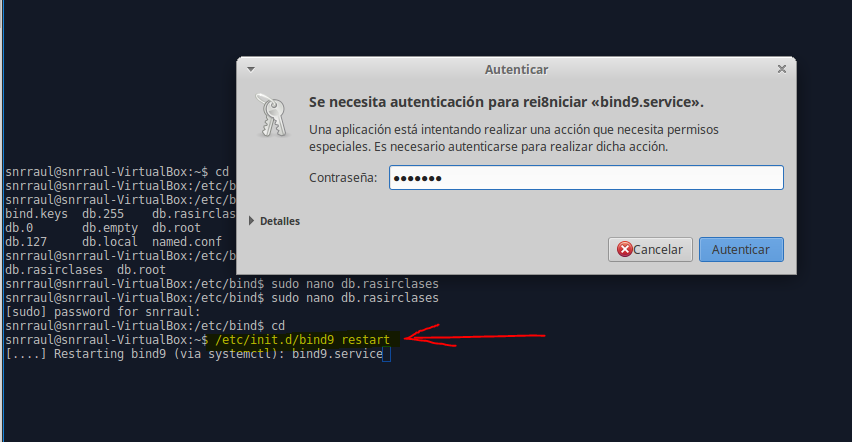 Autenticar
Se necesita autenticación para rei8niciar «bind9.service».
Una aplicación está intentando realizar una acción que necesita permisos
especiales. Es necesario autenticarse para realizar dicha acción.
Contraseña: ●●●●●●●
Detalles
Cancelar Autenticar
snrraul@snrraul-VirtualBox:~$ cd
snrraul@snrraul-VirtualBox:/etc/b
snrraul@snrraul-VirtualBox:/etc/b
bind.keys db.255 db.rasirclas
db.0 db.empty db.root
db.127 db.local named.conf
snrraul@snrraul-VirtualBox:/etc/b
db.rasirclases db.root
snrraul@snrraul-VirtualBox:/etc/bind$ sudo nano db.rasirclases
snrraul@snrraul-VirtualBox:/etc/bind$ sudo nano db.rasirclases
[sudo] password for snrraul:
snrraul@snrraul-VirtualBox:/etc/bind$ cd
snrraul@snrraul-VirtualBox:~$ /etc/init.d/bind9 restart
[....] Restarting bind9 (via systemctl): bind9.service